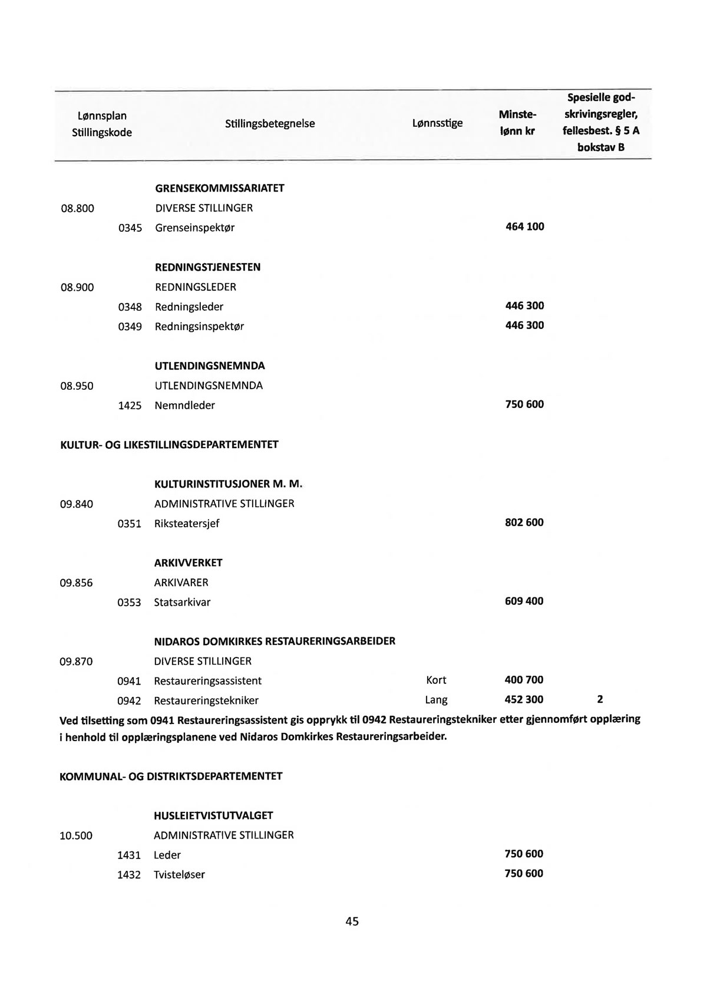 Lønnsplan
Stillingskode
Stillingsbetegnelse
Lønnsstige
Minste-
lønn kr
Spesielle god-
skrivingsregler,
fellesbest. § 5 A
bokstav B
GRENSEKOMMISSARIATET
08.800 DIVERSE STILLINGER
0345 Grenseinspektør 464 100
REDNINGSTJENESTEN
08.900 REDNINGSLEDER
0348 Redningsleder 446 300
0349 Redningsinspektør 446 300
UTLENDINGSNEMNDA
08.950 UTLENDINGSNEMNDA
1425 Nemndleder 750 600
KULTUR- OG LIKESTILLINGSDEPARTEMENTET
KULTURINSTITUSJONER M. M.
09.840 ADMINISTRATIVE STILLINGER
0351 Riksteatersjef 802 600
ARKIVVERKET
09.856 ARKIVARER
0353 Statsarkivar 609 400
NIDAROS DOMKIRKES RESTAURERINGSARBEIDER
09.870 DIVERSE STILLINGER
0941 Restaureringsassistent Kort 400 700
0942 Restaureringstekniker Lang 452 300 2
Ved tilsetting som 0941 Restaureringsassistent gis opprykk til 0942 Restaureringstekniker etter gjennomført opplæring
i henhold til opplæringsplanene ved Nidaros Domkirkes Restaureringsarbeider.
KOMMUNAL- OG DISTRIKTSDEPARTEMENTET
HUSLEIETVISTUTVALGET
10.500 ADMINISTRATIVE STILLINGER
1431 Leder 750 600
1432 Tvisteløser 750 600
45